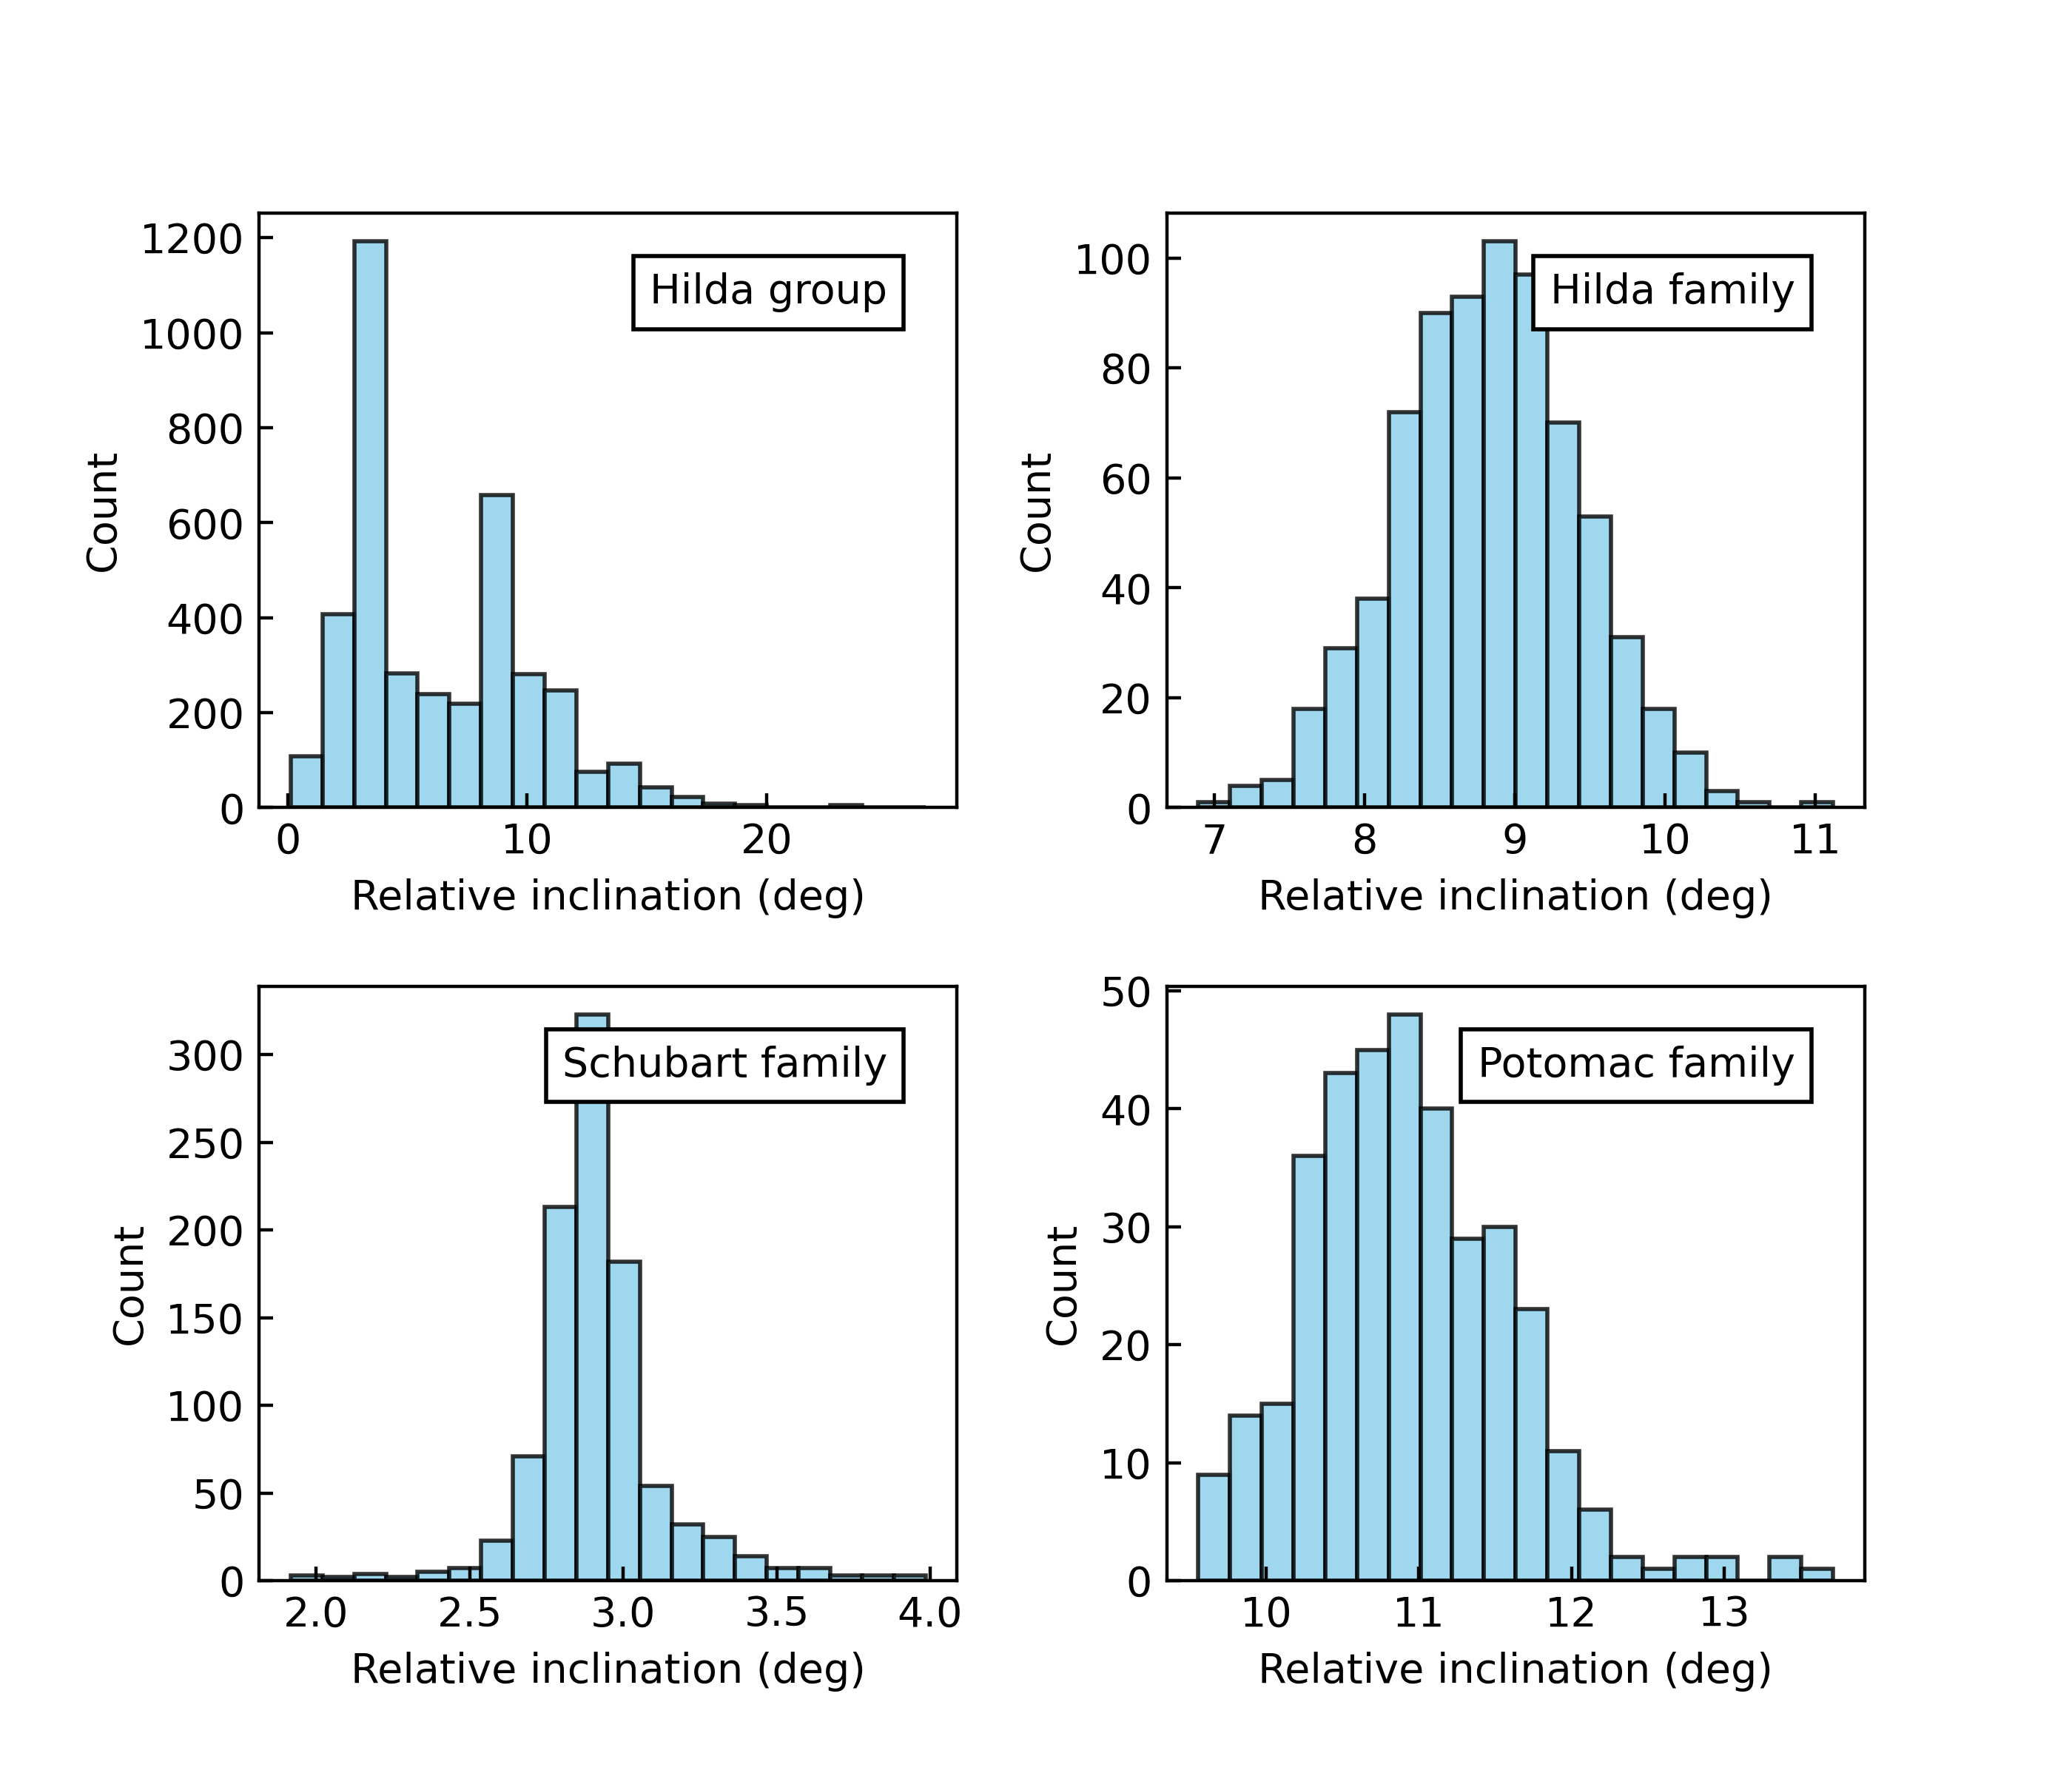 Hilda group
1200
1000
800
600
400
200
0
Count
0 10 20
Relative inclination (deg)
Hilda family
100
80
60
40
20
0
Count
7 8 9 10 11
Relative inclination (deg)
Schubart family
300
250
200
150
100
50
0
Count
2.0 2.5 3.0 3.5 4.0
Relative inclination (deg)
Potomac family
50
40
30
20
10
0
Count
10 11 12 13
Relative inclination (deg)